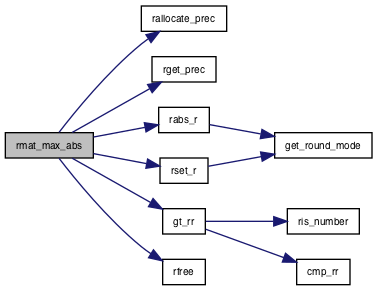 rmat_max_abs
rallocate_prec
rget_prec
rabs_r
rset_r
gt_rr
rfree
get_round_mode
ris_number
cmp_rr